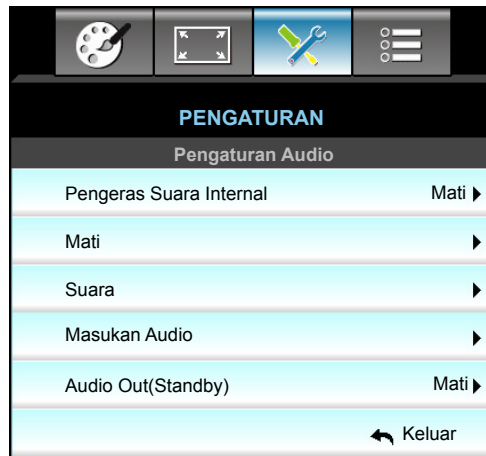 PENGATURAN
Pengaturan Audio
Pengeras Suara Internal Mati
Mati
Suara
Masukan Audio
Audio Out(Standby) Mati
Keluar